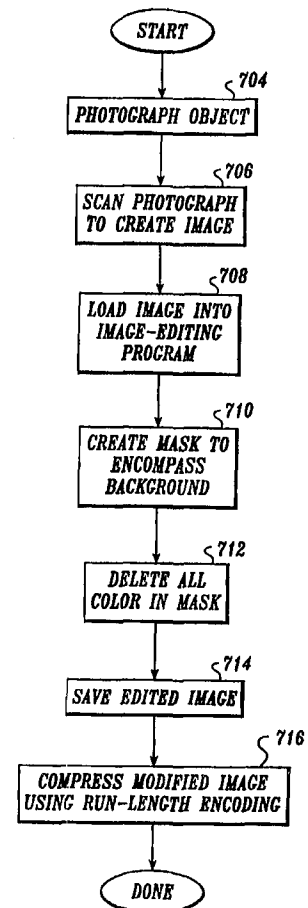 START
704
PHOTOGRAPH OBJECT
706
SCAN PHOTOGRAPH
TO CREATE IMAGE
708
LOAD IMAGE INTO
IMAGE-EDITING
PROGRAM
710
CREATE MASK TO
ENCOMPASS
BACKGROUND
712
DELETE ALL
COLOR IN MASK
714
SAVE EDITED IMAGE
716
COMPRESS MODIFIED IMAGE
USING RUN-LENGTH ENCODING
DONE